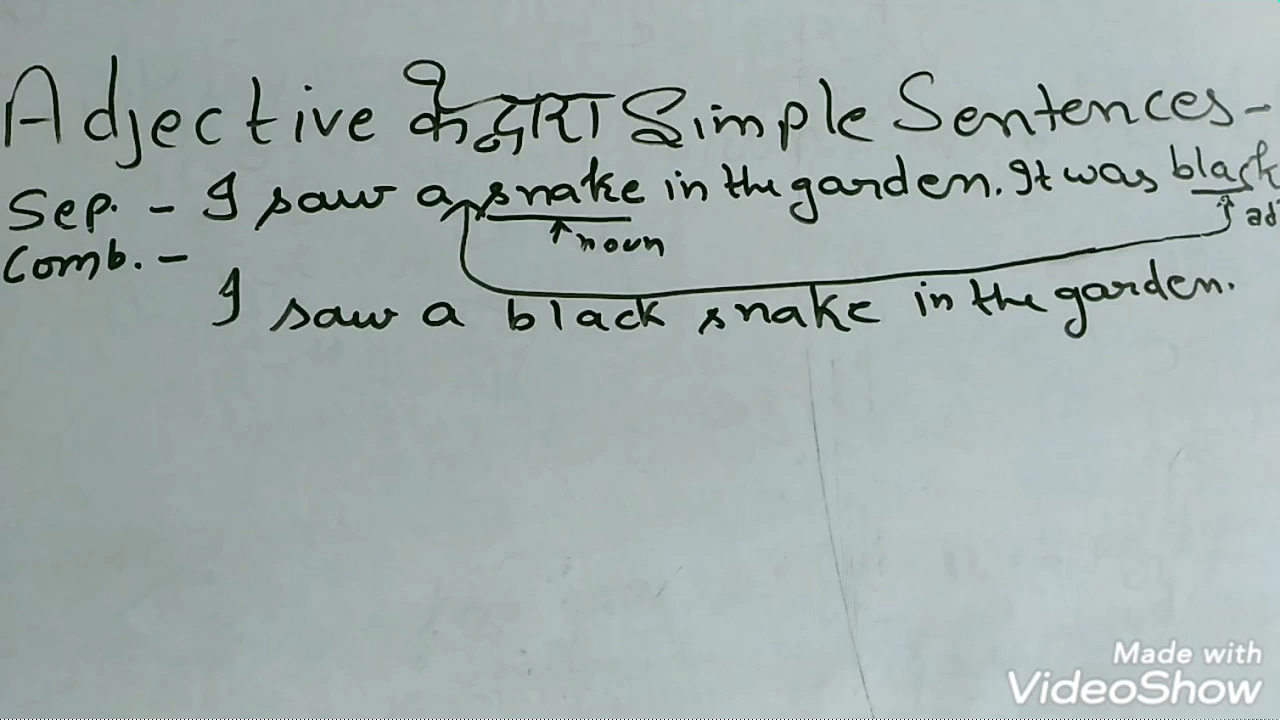 Adjective के द्वारा Simple Sentences-
Sep. - I saw a snake in the garden. It was black
noun
ad
Comb. -
I saw a black snake in the garden.
Made with
VideoShow